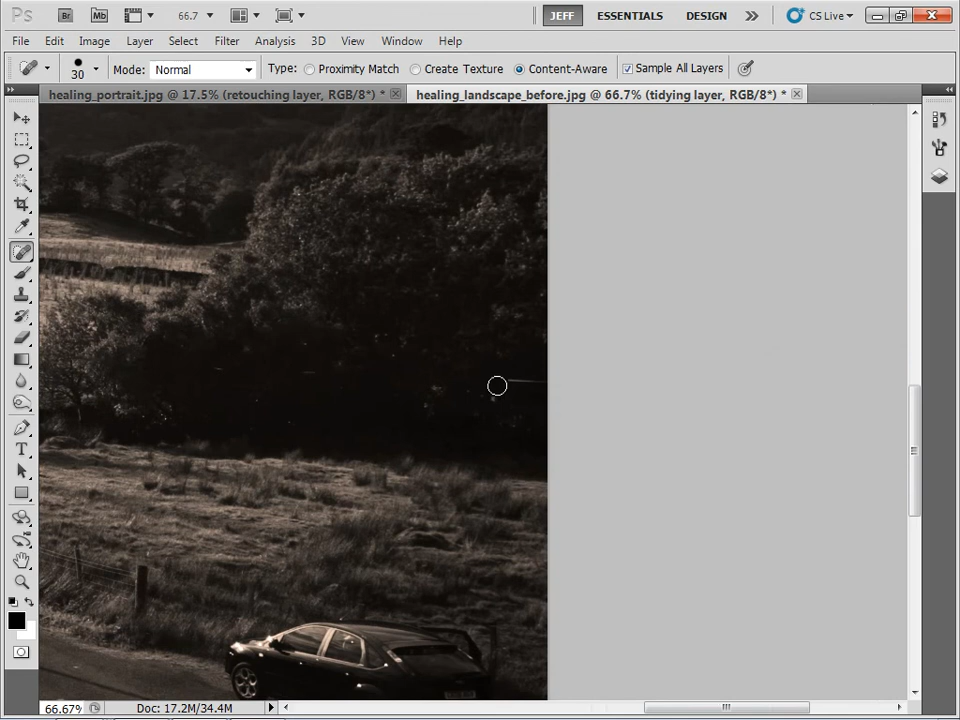 Ps Br Mb 66.7 JEFF ESSENTIALS DESIGN CS Live
File Edit Image Layer Select Filter Analysis 3D View Window Help
30 Mode: Normal Type: Proximity Match Create Texture Content-Aware Sample All Layers
healing_portrait.jpg @ 17.5% (retouching layer, RGB/8*) * healing_landscape_before.jpg @ 66.7% (tidying layer, RGB/8*) *
T
66.67% Doc: 17.2M/34.4M